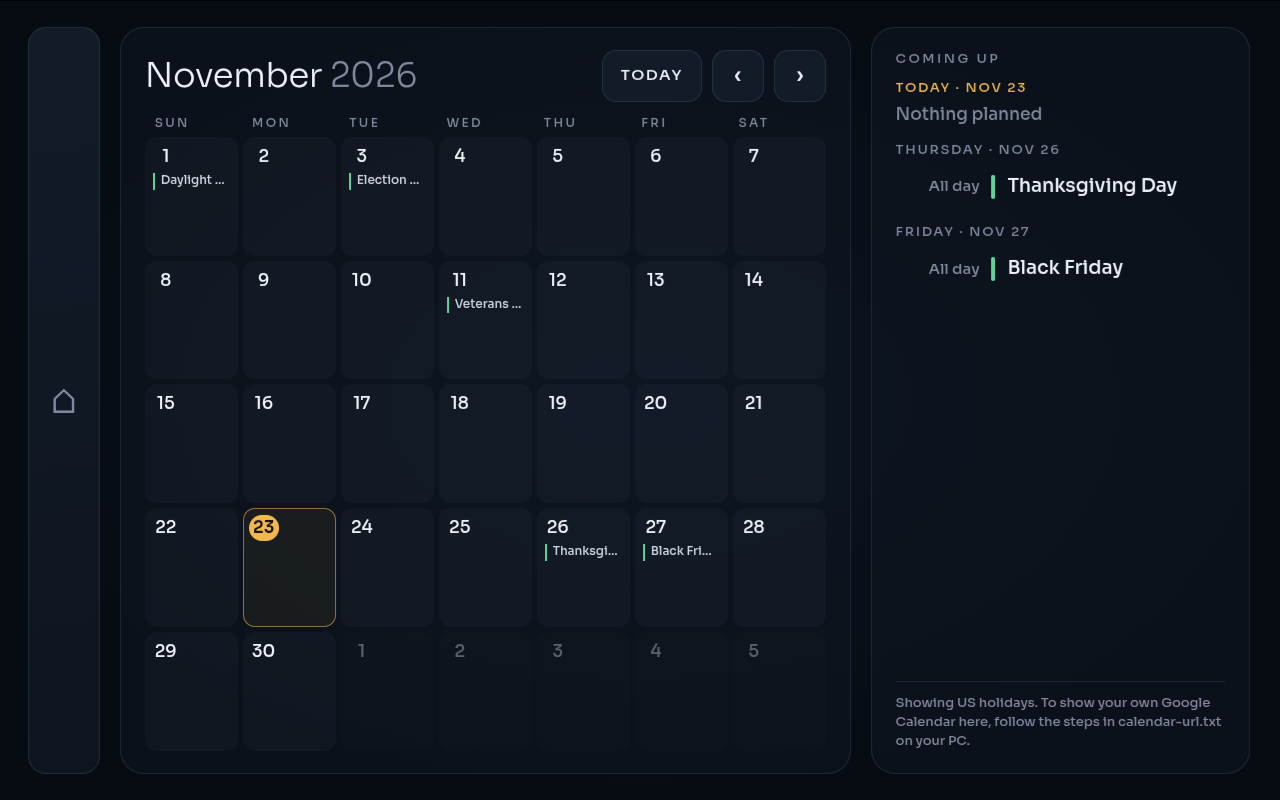 November 2026
TODAY ‹ ›
SUN MON TUE WED THU FRI SAT
1 2 3 4 5 6 7
Daylight ... Election ...
8 9 10 11 12 13 14
Veterans ...
15 16 17 18 19 20 21
22 23 24 25 26 27 28
Thanksgi... Black Fri...
29 30 1 2 3 4 5
COMING UP
TODAY · NOV 23
Nothing planned
THURSDAY · NOV 26
All day Thanksgiving Day
FRIDAY · NOV 27
All day Black Friday
Showing US holidays. To show your own Google
Calendar here, follow the steps in calendar-url.txt
on your PC.